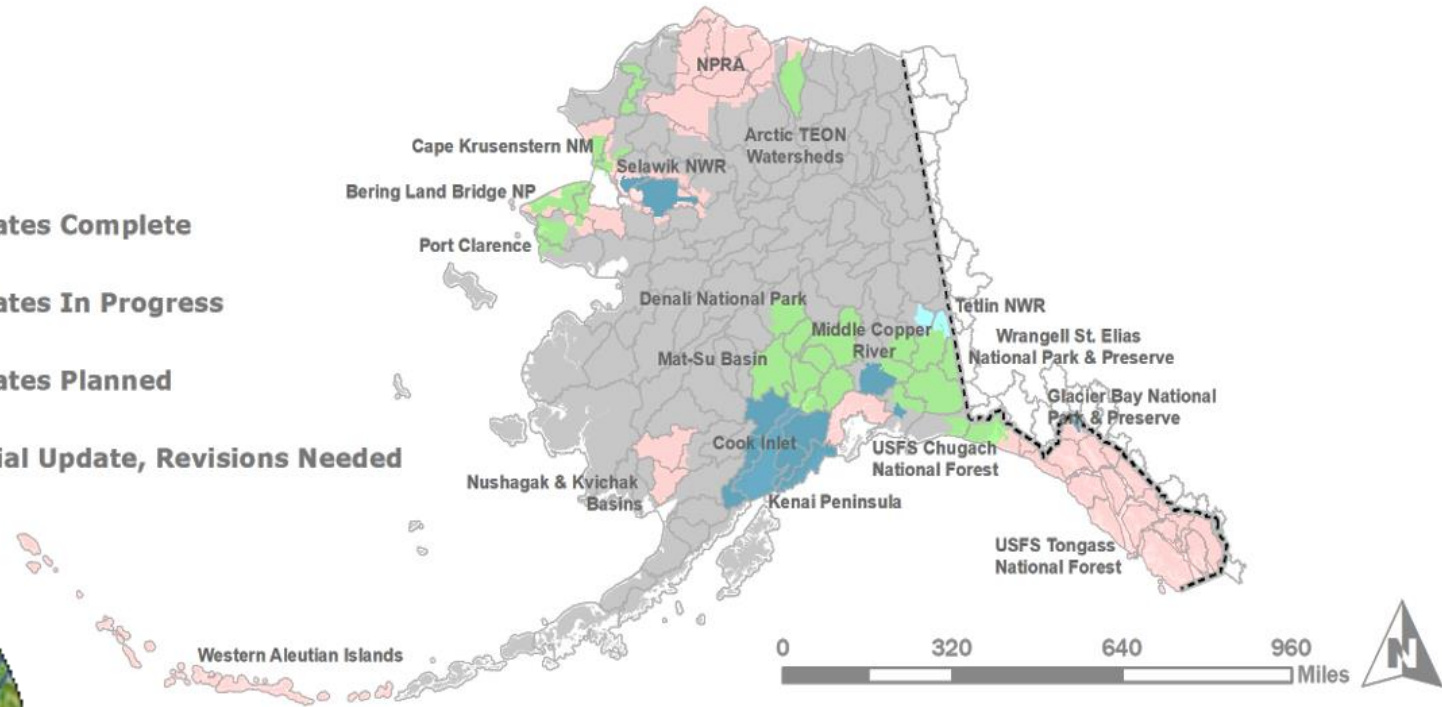 NPRA
Arctic TEON
Watersheds
Cape Krusenstern NM
Selawik NWR
Bering Land Bridge NP
Port Clarence
ates Complete
ates In Progress
ates Planned
ial Update, Revisions Needed
Denali National Park
Tetlin NWR
Middle Copper
River
Wrangell St. Elias
National Park & Preserve
Mat-Su Basin
Glacier Bay National
Park & Preserve
Cook Inlet
USFS Chugach
National Forest
Nushagak & Kvichak
Basins
Kenai Peninsula
USFS Tongass
National Forest
Western Aleutian Islands
0 320 640 960
Miles
N